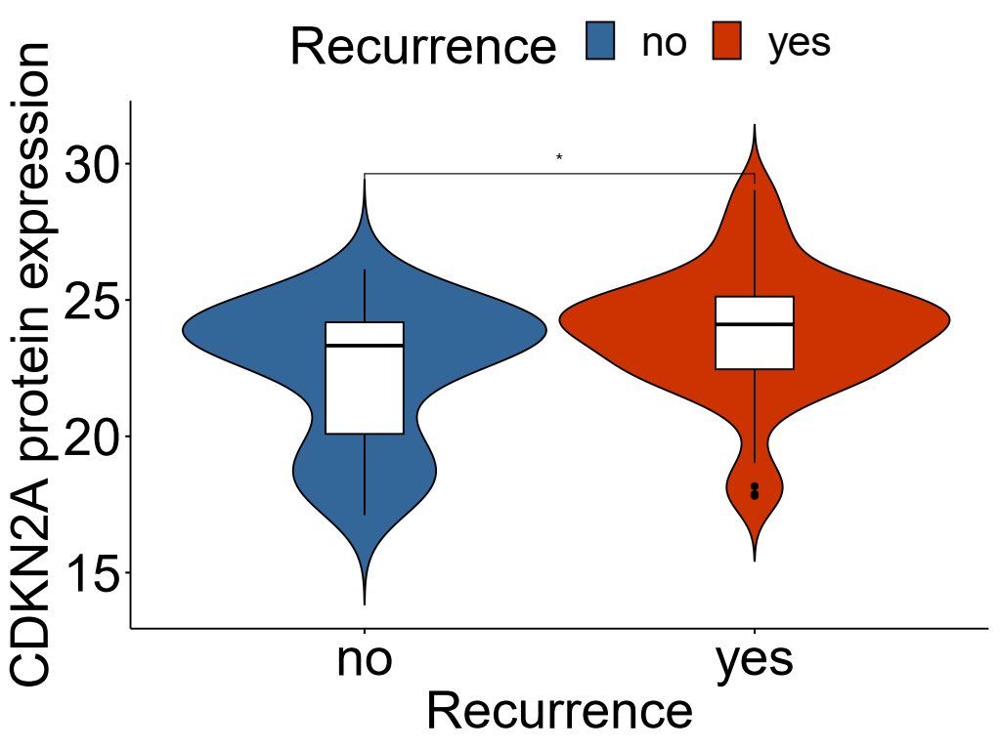 Recurrence no yes
CDKN2A protein expression
30
25
20
15
*
no yes
Recurrence